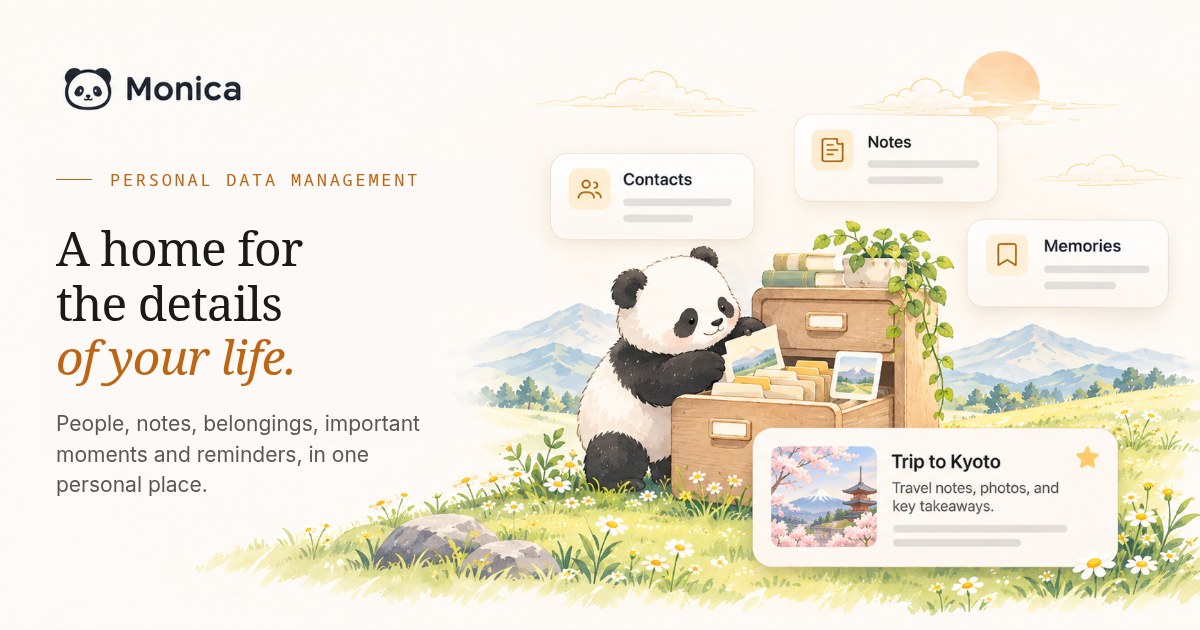 Monica
PERSONAL DATA MANAGEMENT
A home for
the details
of your life.
People, notes, belongings, important
moments and reminders, in one
personal place.
Contacts
Notes
Memories
Trip to Kyoto
Travel notes, photos, and
key takeaways.